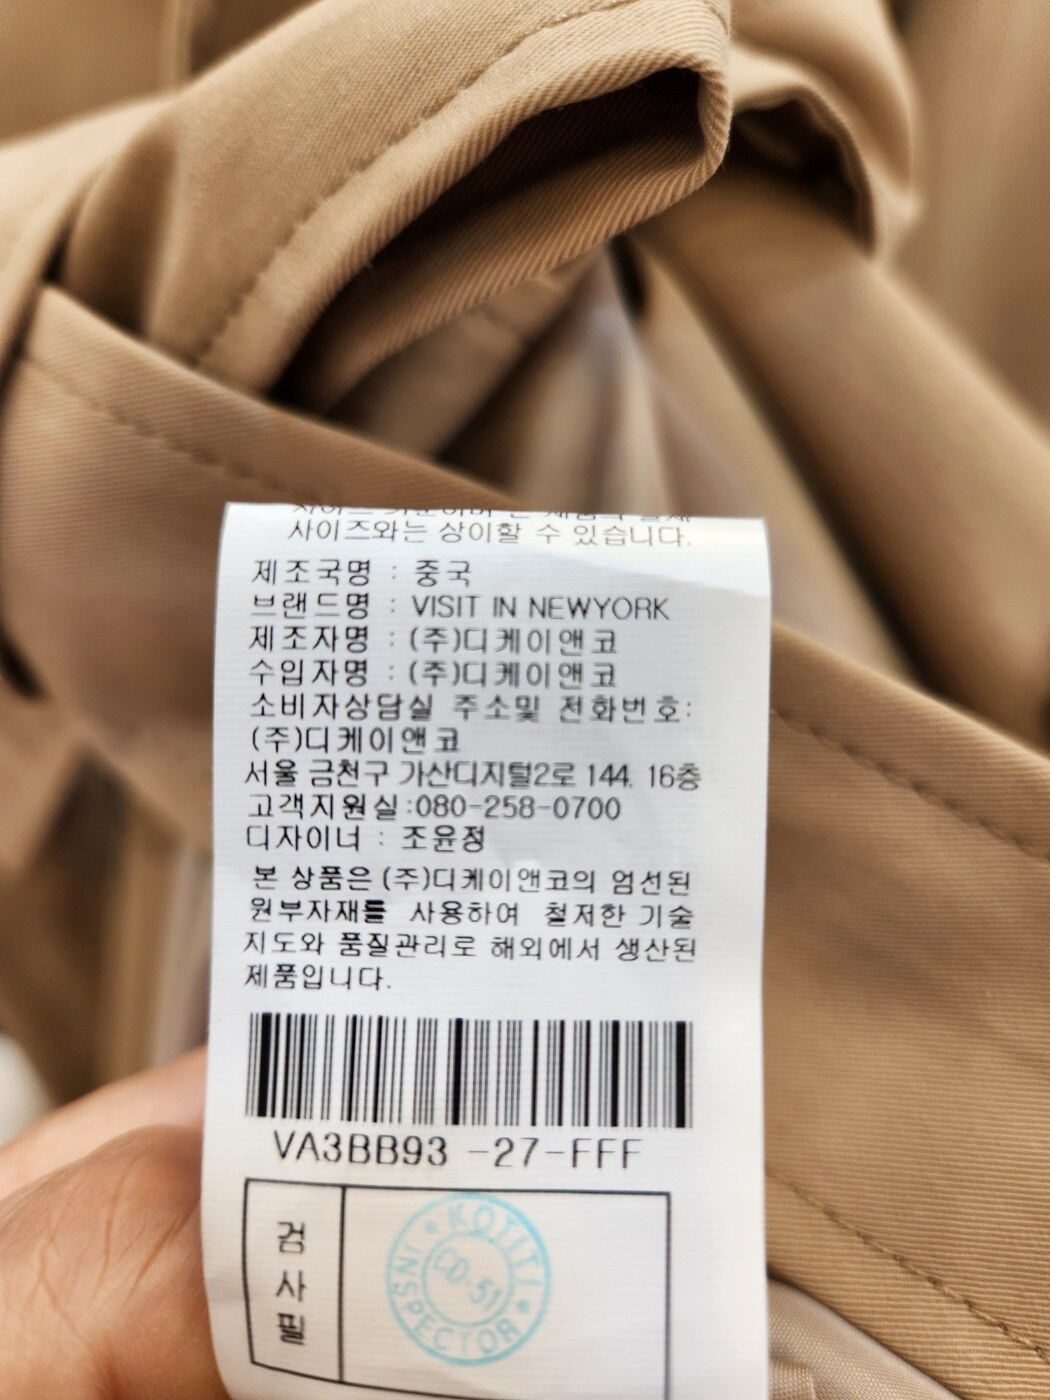 사이즈와는 상이할 수 있습니다.
제조국명 : 중국
브랜드명 : VISIT IN NEWYORK
제조자명 : (주)디케이앤코
수입자명 : (주)디케이앤코
소비자상담실 주소및 전화번호:
(주)디케이앤코
서울 금천구 가산디지털2로 144, 16층
고객지원실:080-258-0700
디자이너 : 조윤정
본 상품은 (주)디케이앤코의 엄선된
원부자재를 사용하여 철저한 기술
지도와 품질관리로 해외에서 생산된
제품입니다.
VA3BB93 -27-FFF
검사필
KOTITI
CD-51
INSPECTOR